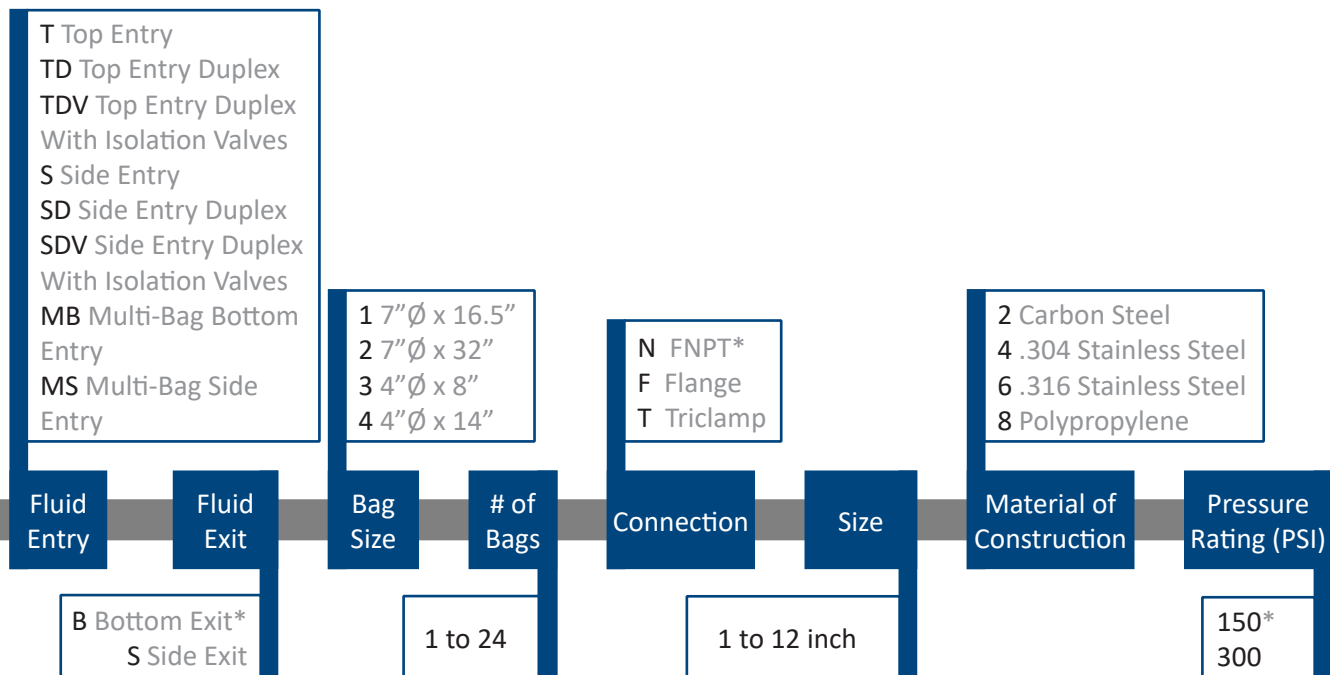 T Top Entry
TD Top Entry Duplex
TDV Top Entry Duplex
With Isolation Valves
S Side Entry
SD Side Entry Duplex
SDV Side Entry Duplex
With Isolation Valves
MB Multi-Bag Bottom
Entry
MS Multi-Bag Side
Entry
1 7”Ø x 16.5”
2 7”Ø x 32”
3 4”Ø x 8”
4 4”Ø x 14”
N FNPT*
F Flange
T Triclamp
2 Carbon Steel
4 .304 Stainless Steel
6 .316 Stainless Steel
8 Polypropylene
Fluid
Entry
Fluid
Exit
Bag
Size
# of
Bags
Connection
Size
Material of
Construction
Pressure
Rating (PSI)
B Bottom Exit*
S Side Exit
1 to 24
1 to 12 inch
150*
300